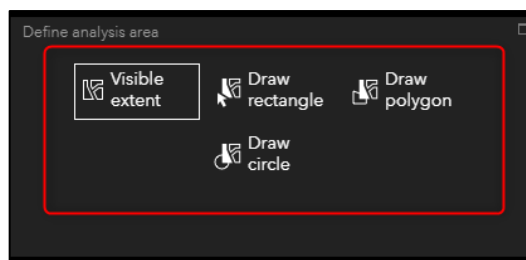 Define analysis area
Visible
extent
Draw
rectangle
Draw
polygon
Draw
circle